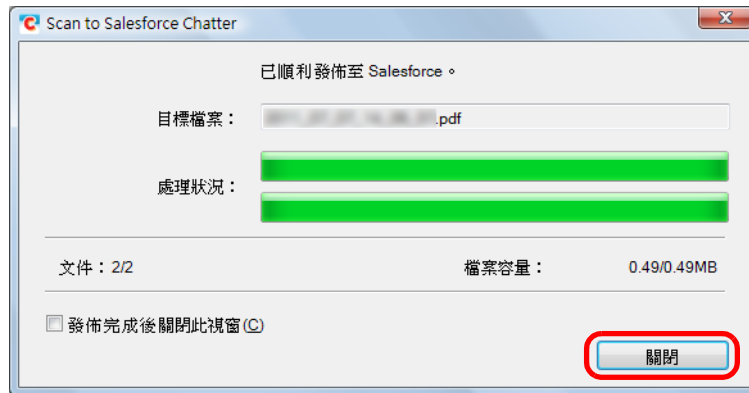 Scan to Salesforce Chatter
已順利發佈至 Salesforce。
目標檔案：
.pdf
處理狀況：
文件：2/2 檔案容量： 0.49/0.49MB
發佈完成後關閉此視窗(C)
關閉